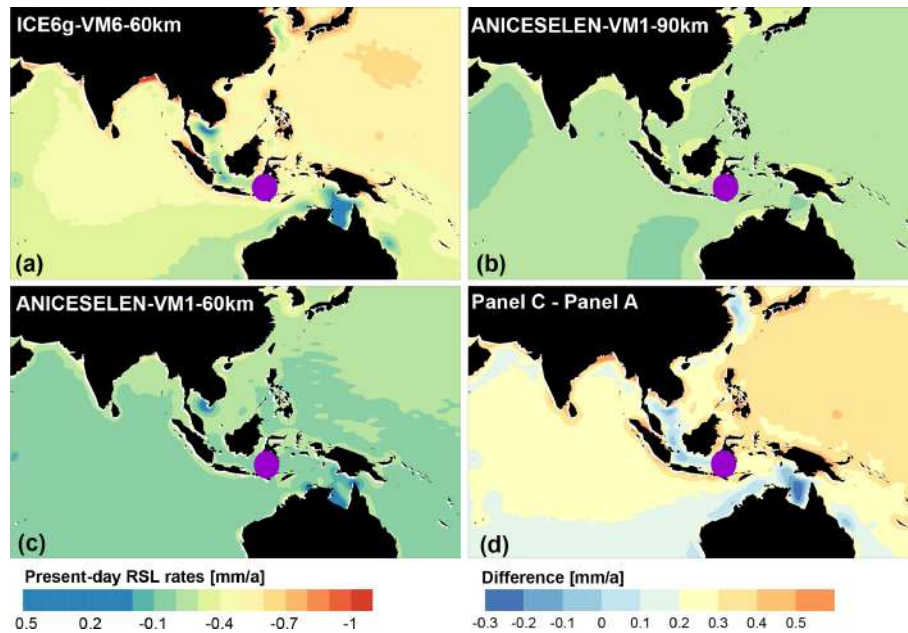 ICE6g-VM6-60km
ANICESELEN-VM1-90km
(a)
(b)
ANICESELEN-VM1-60km
Panel C - Panel A
(c)
(d)
Present-day RSL rates [mm/a]
Difference [mm/a]
0.5 0.2 -0.1 -0.4 -0.7 -1
-0.3 -0.2 -0.1 0 0.1 0.2 0.3 0.4 0.5